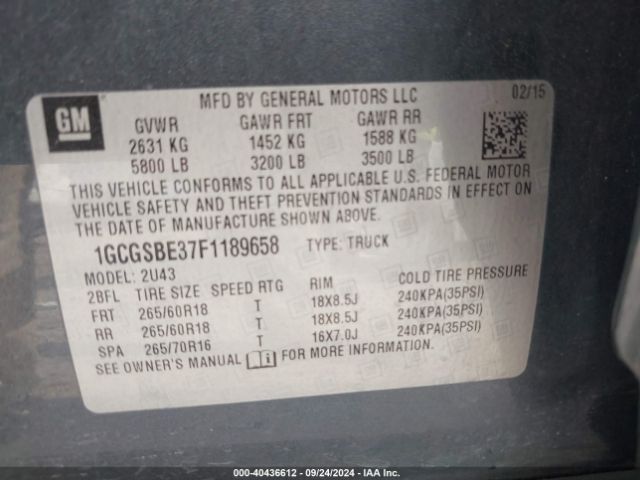 GM
MFD BY GENERAL MOTORS LLC
02/15
GVWR GAWR FRT GAWR RR
2631 KG 1452 KG 1588 KG
5800 LB 3200 LB 3500 LB
THIS VEHICLE CONFORMS TO ALL APPLICABLE U.S. FEDERAL MOTOR
VEHICLE SAFETY AND THEFT PREVENTION STANDARDS IN EFFECT ON
THE DATE OF MANUFACTURE SHOWN ABOVE.
1GCGSBE37F1189658 TYPE: TRUCK
MODEL: 2U43
2BFL TIRE SIZE SPEED RTG RIM COLD TIRE PRESSURE
FRT 265/60R18 T 18X8.5J 240KPA(35PSI)
RR 265/60R18 T 18X8.5J 240KPA(35PSI)
SPA 265/70R16 T 16X7.0J 240KPA(35PSI)
SEE OWNER'S MANUAL FOR MORE INFORMATION.
000-40436612 - 09/24/2024 - IAA Inc.